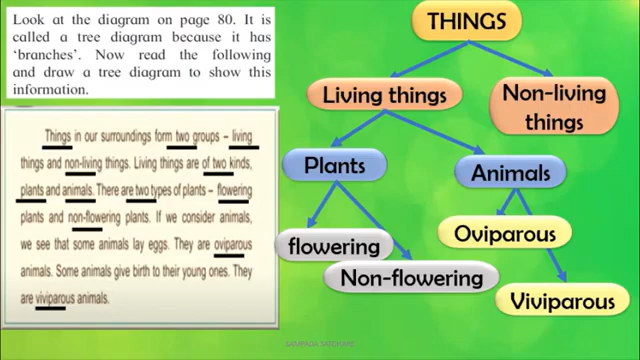 Look at the diagram on page 80. It is
called a tree diagram because it has
‘branches’. Now read the following
and draw a tree diagram to show this
information.
Things in our surroundings form two groups – living
things and non-living things. Living things are of two kinds,
plants and animals. There are two types of plants – flowering
plants and non-flowering plants. If we consider animals,
we see that some animals lay eggs. They are oviparous
animals. Some animals give birth to their young ones. They
are viviparous animals.
THINGS
Living things
Non-living
things
Plants
Animals
flowering
Non-flowering
Oviparous
Viviparous